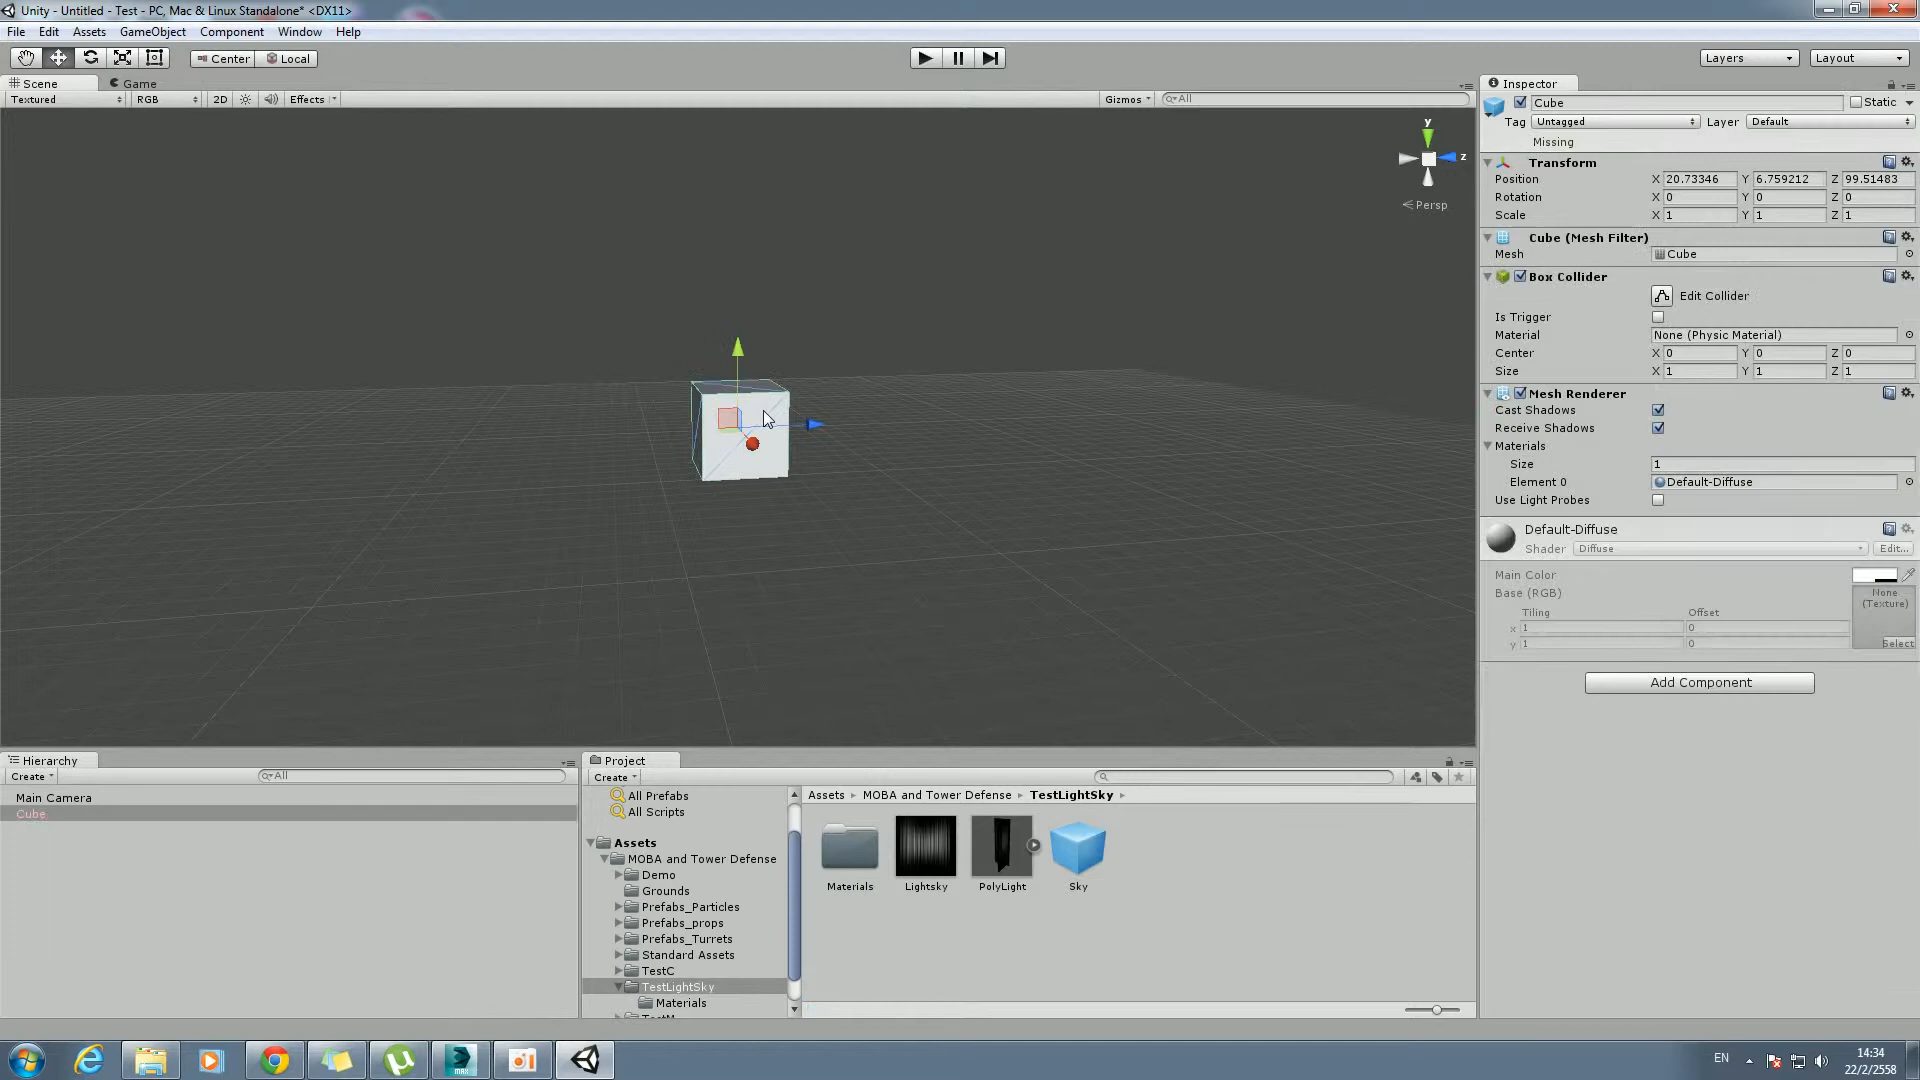 Unity - Untitled - Test - PC, Mac & Linux Standalone* <DX11>
File Edit Assets GameObject Component Window Help
Center Local Layers Layout
Scene Game
Textured RGB 2D Effects Gizmos All
y
z
Persp
Inspector
Cube Static
Tag Untagged Layer Default
Missing
Transform
Position X 20.73346 Y 6.759212 Z 99.51483
Rotation X 0 Y 0 Z 0
Scale X 1 Y 1 Z 1
Cube (Mesh Filter)
Mesh Cube
Box Collider
Edit Collider
Is Trigger
Material None (Physic Material)
Center X 0 Y 0 Z 0
Size X 1 Y 1 Z 1
Mesh Renderer
Cast Shadows
Receive Shadows
Materials
Size 1
Element 0 Default-Diffuse
Use Light Probes
Default-Diffuse
Shader Diffuse Edit...
Main Color
Base (RGB) None
(Texture)
Tiling Offset
x 1 0
y 1 0
Select
Add Component
Hierarchy
Create All
Main Camera
Cube
Project
Create
All Prefabs
All Scripts
Assets
MOBA and Tower Defense
Demo
Grounds
Prefabs_Particles
Prefabs_props
Prefabs_Turrets
Standard Assets
TestC
TestLightSky
Materials
Assets MOBA and Tower Defense TestLightSky
Materials Lightsky PolyLight Sky
MAX
EN
14:34
22/2/2558